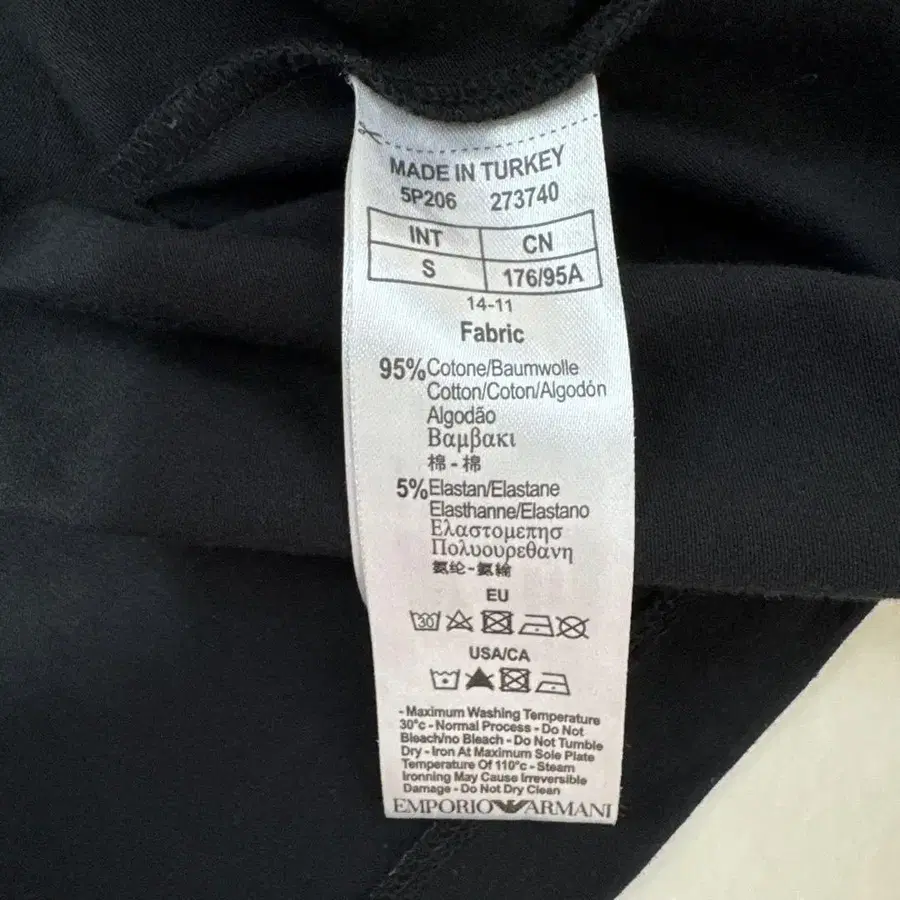 MADE IN TURKEY
5P206 273740
INT CN
S 176/95A
14-11
Fabric
95% Cotone/Baumwolle
Cotton/Coton/Algodón
Algodão
Βαμβακι
棉-棉
5% Elastan/Elastane
Elasthanne/Elastano
Ελαστομεπησ
Πολυουρεθανη
氨纶-氨綸
EU
30
USA/CA
- Maximum Washing Temperature
30°c - Normal Process - Do Not
Bleach/no Bleach - Do Not Tumble
Dry - Iron At Maximum Sole Plate
Temperature Of 110°c - Steam
Ironning May Cause Irreversible
Damage - Do Not Dry Clean
EMPORIO ARMANI